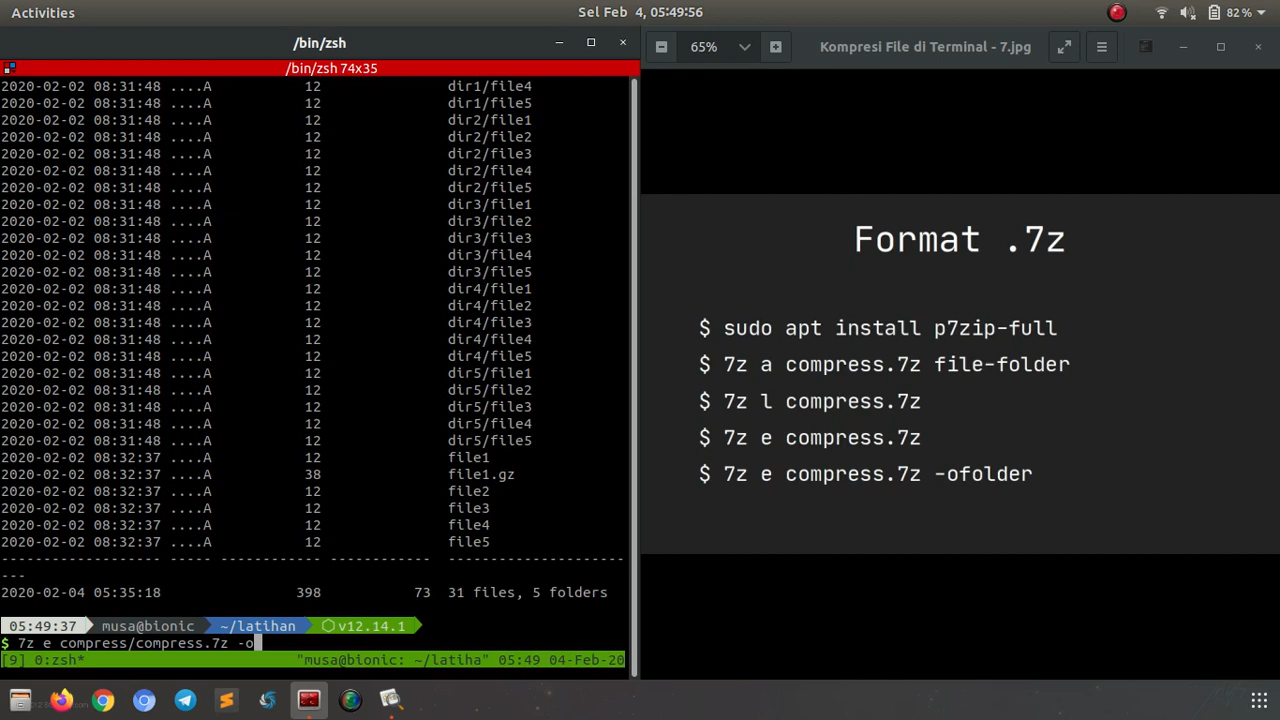 Activities
Sel Feb 4, 05:49:56
82 %
/bin/zsh
/bin/zsh 74x35
2020-02-02 08:31:48 ....A 12 dir1/file4
2020-02-02 08:31:48 ....A 12 dir1/file5
2020-02-02 08:31:48 ....A 12 dir2/file1
2020-02-02 08:31:48 ....A 12 dir2/file2
2020-02-02 08:31:48 ....A 12 dir2/file3
2020-02-02 08:31:48 ....A 12 dir2/file4
2020-02-02 08:31:48 ....A 12 dir2/file5
2020-02-02 08:31:48 ....A 12 dir3/file1
2020-02-02 08:31:48 ....A 12 dir3/file2
2020-02-02 08:31:48 ....A 12 dir3/file3
2020-02-02 08:31:48 ....A 12 dir3/file4
2020-02-02 08:31:48 ....A 12 dir3/file5
2020-02-02 08:31:48 ....A 12 dir4/file1
2020-02-02 08:31:48 ....A 12 dir4/file2
2020-02-02 08:31:48 ....A 12 dir4/file3
2020-02-02 08:31:48 ....A 12 dir4/file4
2020-02-02 08:31:48 ....A 12 dir4/file5
2020-02-02 08:31:48 ....A 12 dir5/file1
2020-02-02 08:31:48 ....A 12 dir5/file2
2020-02-02 08:31:48 ....A 12 dir5/file3
2020-02-02 08:31:48 ....A 12 dir5/file4
2020-02-02 08:31:48 ....A 12 dir5/file5
2020-02-02 08:32:37 ....A 12 file1
2020-02-02 08:32:37 ....A 38 file1.gz
2020-02-02 08:32:37 ....A 12 file2
2020-02-02 08:32:37 ....A 12 file3
2020-02-02 08:32:37 ....A 12 file4
2020-02-02 08:32:37 ....A 12 file5
------------------- ----- ------------ ------------ ---------------------
---
2020-02-04 05:35:18 398 73 31 files, 5 folders
05:49:37 musa@bionic ~/latihan v12.14.1
$ 7z e compress/compress.7z -o
[9] 0:zsh* "musa@bionic: ~/latiha" 05:49 04-Feb-20
65%
Kompresi File di Terminal - 7.jpg
Format .7z
$ sudo apt install p7zip-full
$ 7z a compress.7z file-folder
$ 7z l compress.7z
$ 7z e compress.7z
$ 7z e compress.7z -ofolder